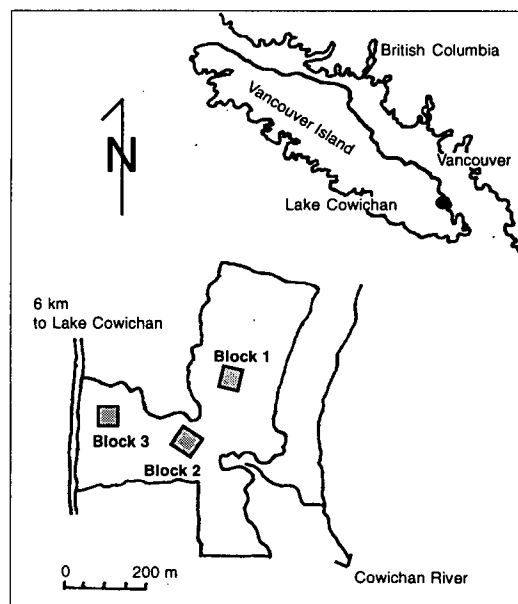 British Columbia
Vancouver Island
Vancouver
N
Lake Cowichan
6 km
to Lake Cowichan
Block 1
Block 3
Block 2
0 200 m
Cowichan River